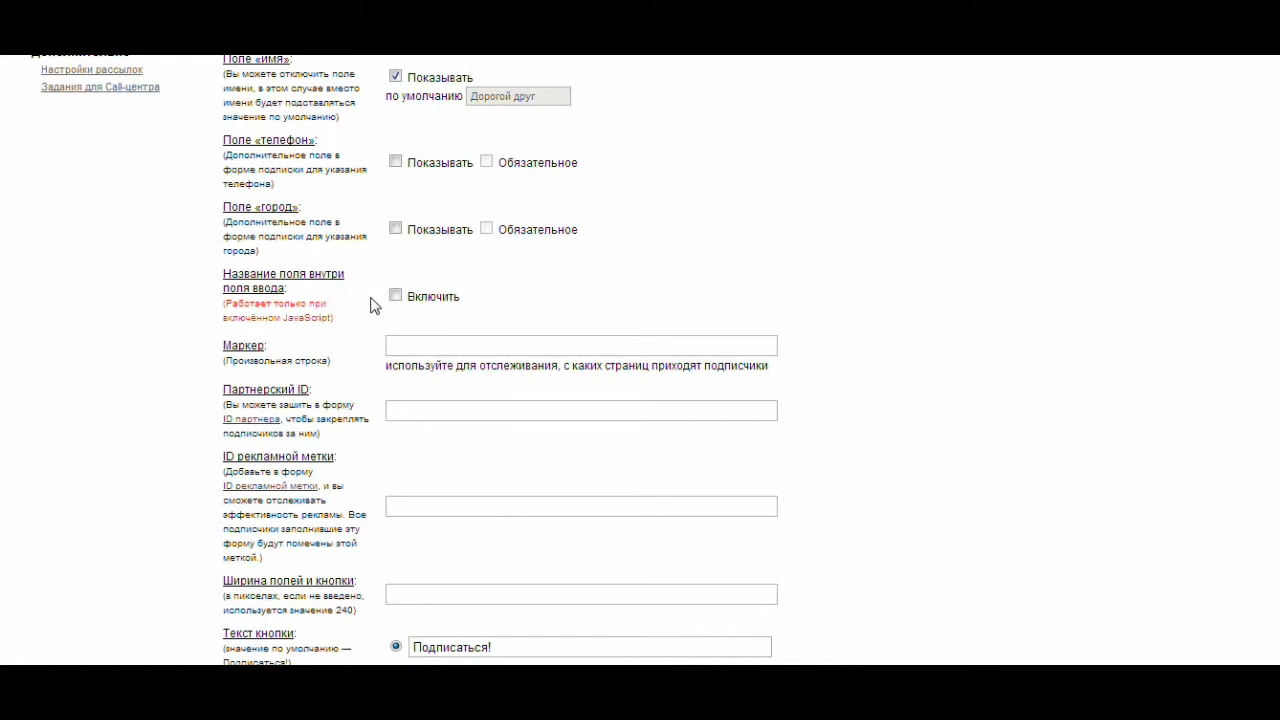 Настройки рассылок
Задания для Call-центра
Поле «имя»:
(Вы можете отключить поле
имени, в этом случае вместо
имени будет подставляться
значение по умолчанию)
Показывать
по умолчанию Дорогой друг
Поле «телефон»:
(Дополнительное поле в
форме подписки для указания
телефона)
Показывать Обязательное
Поле «город»:
(Дополнительное поле в
форме подписки для указания
города)
Показывать Обязательное
Название поля внутри
поля ввода:
(Работает только при
включённом JavaScript)
Включить
Маркер:
(Произвольная строка)
используйте для отслеживания, с каких страниц приходят подписчики
Партнерский ID:
(Вы можете зашить в форму
ID партнера, чтобы закреплять
подписчиков за ним)
ID рекламной метки:
(Добавьте в форму
ID рекламной метки, и вы
сможете отслеживать
эффективность рекламы. Все
подписчики заполнившие эту
форму будут помечены этой
меткой.)
Ширина полей и кнопки:
(в пикселах, если не введено,
используется значение 240)
Текст кнопки:
(значение по умолчанию —
Подписаться!)
Подписаться!